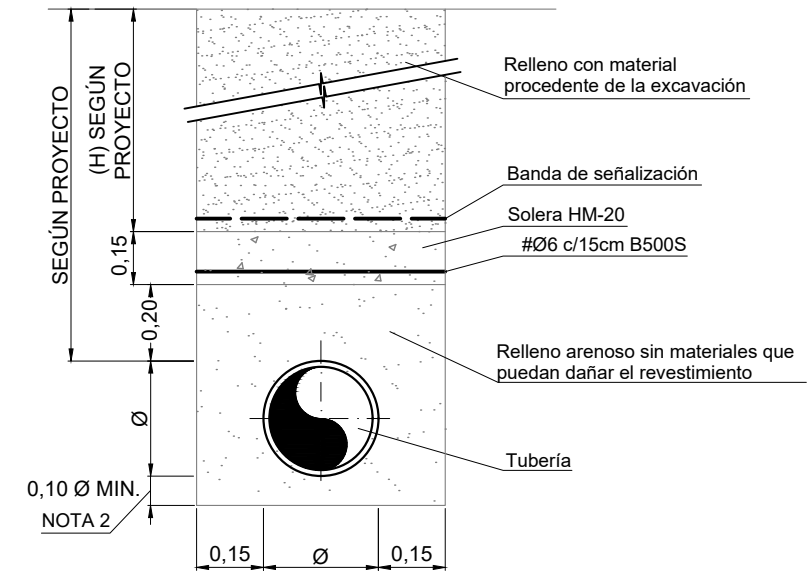 SEGÚN PROYECTO
(H) SEGÚN
PROYECTO
Relleno con material
procedente de la excavación
Banda de señalización
Solera HM-20
#Ø6 c/15cm B500S
0,15
0,20
Relleno arenoso sin materiales que
puedan dañar el revestimiento
Ø
Tubería
0,10 Ø MIN.
NOTA 2
0,15
Ø
0,15